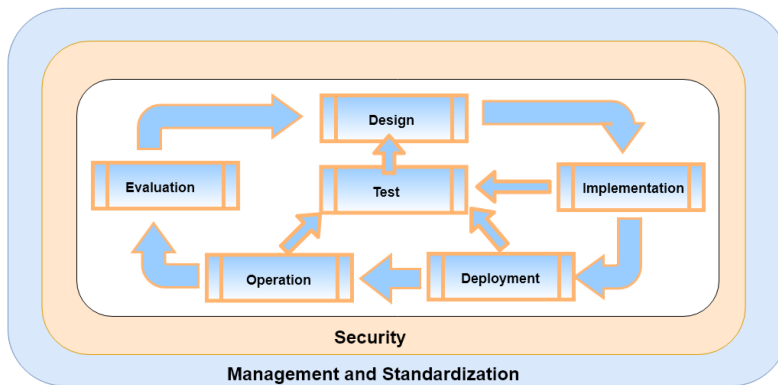 Design
Evaluation
Test
Implementation
Operation
Deployment
Security
Management and Standardization